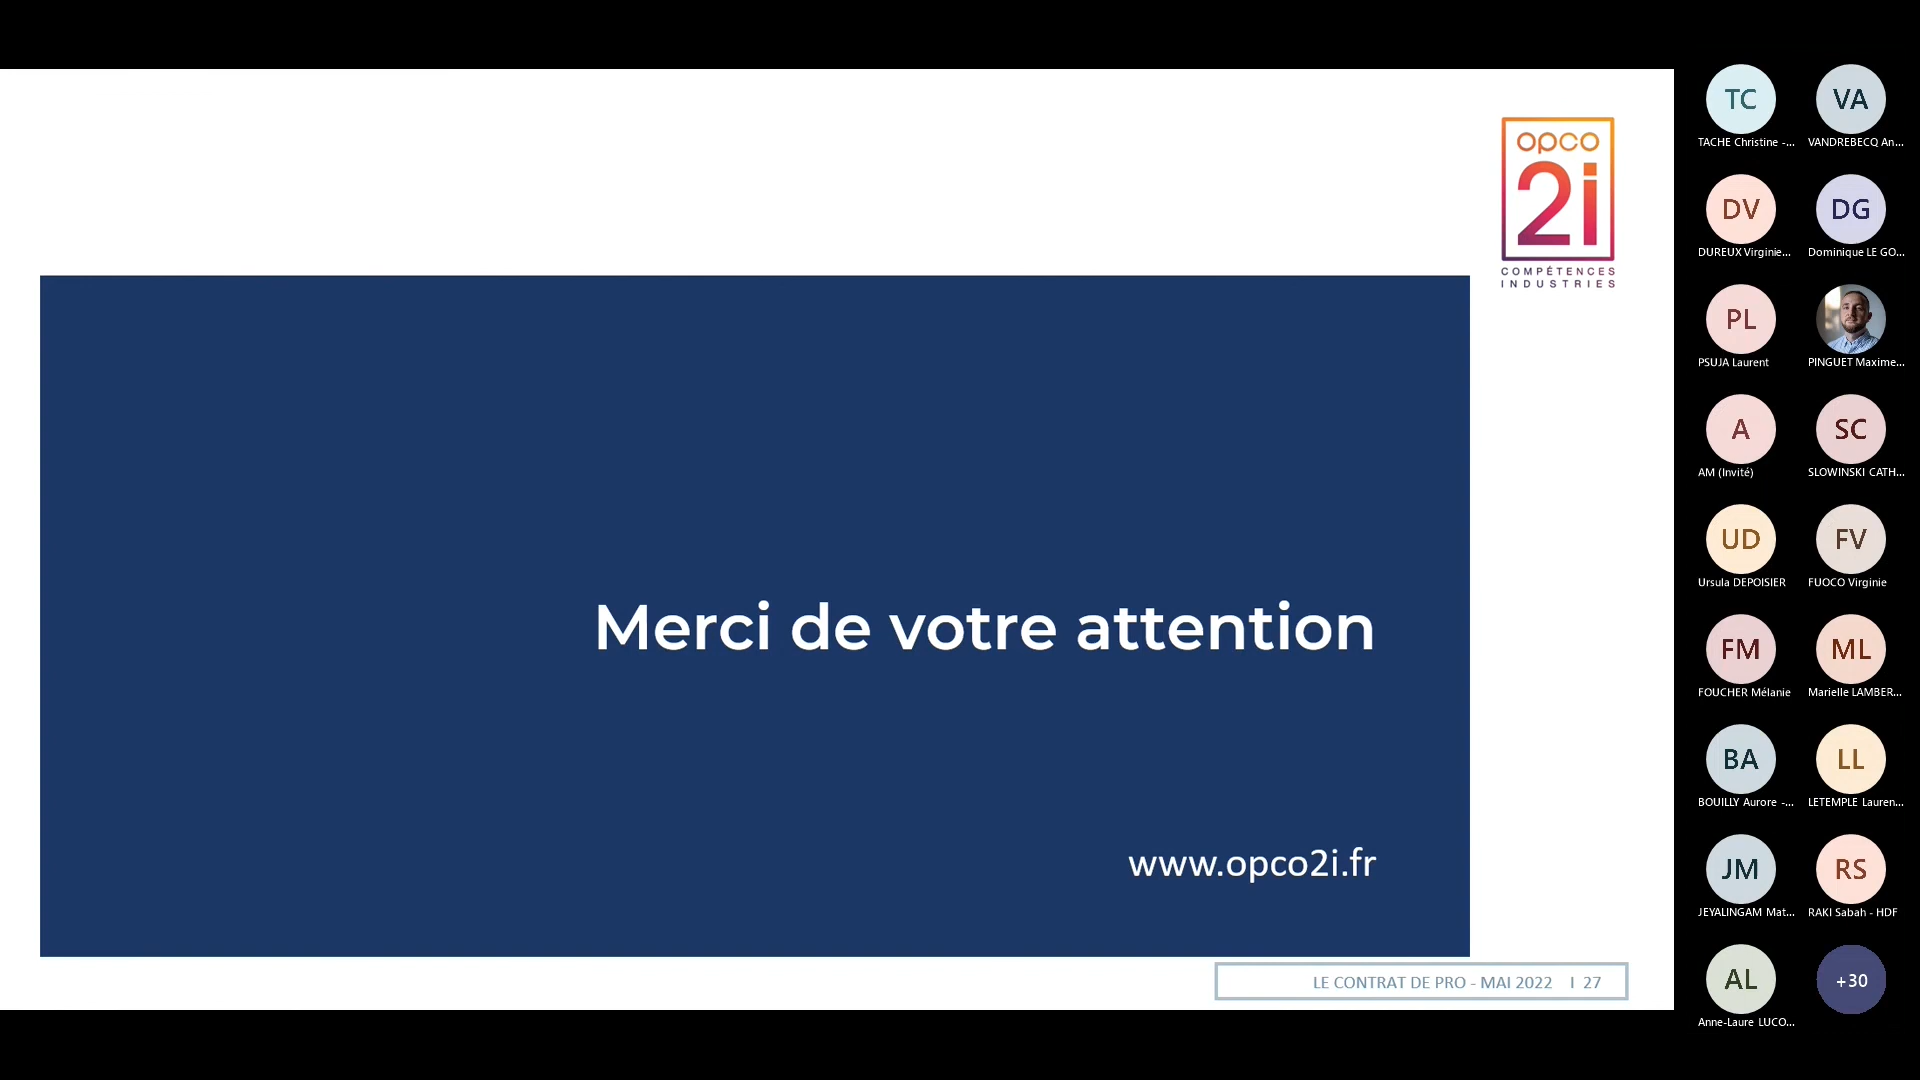 opco
2i
COMPÉTENCES
INDUSTRIES
Merci de votre attention
www.opco2i.fr
LE CONTRAT DE PRO - MAI 2022 I 27
TC
TACHE Christine -...
VA
VANDREBECQ An...
DV
DUREUX Virginie...
DG
Dominique LE GO...
PL
PSUJA Laurent
PINGUET Maxime...
A
AM (Invité)
SC
SLOWINSKI CATH...
UD
Ursula DEPOISIER
FV
FUOCO Virginie
FM
FOUCHER Mélanie
ML
Marielle LAMBER...
BA
BOUILLY Aurore -...
LL
LETEMPLE Lauren...
JM
JEYALINGAM Mat...
RS
RAKI Sabah - HDF
AL
Anne-Laure LUCO...
+30